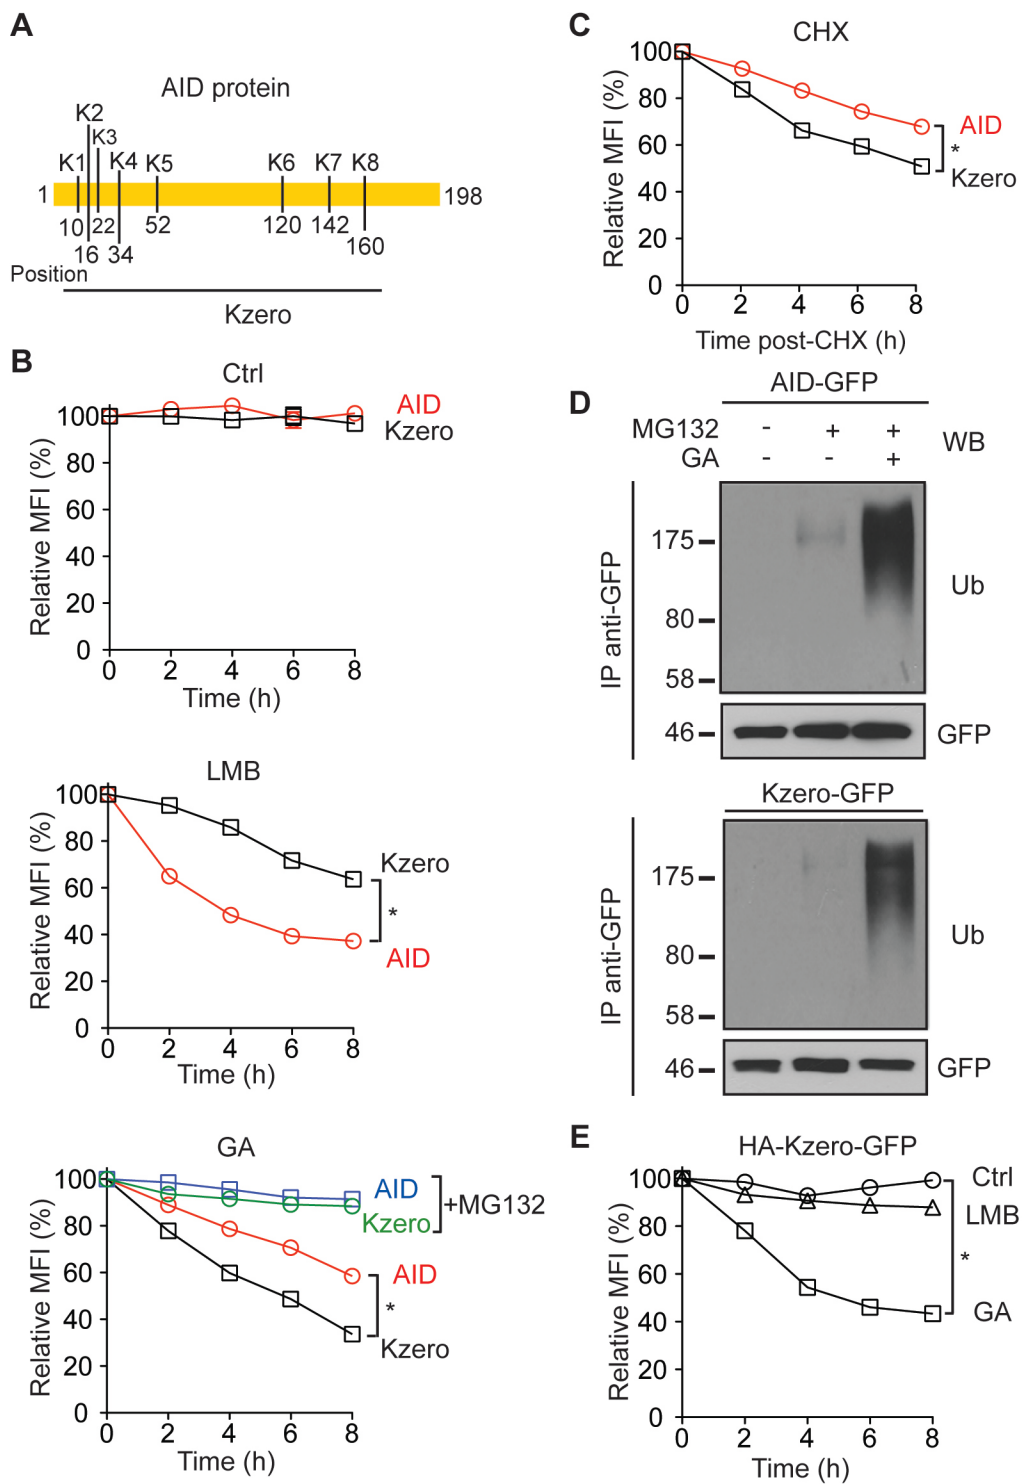 A
AID protein
K1 K2 K3 K4 K5 K6 K7 K8
1 198
10 16 22 34 52 120 142 160
Position
Kzero
B
Ctrl
Relative MFI (%)
100
80
60
40
20
0
AID
Kzero
0 2 4 6 8
Time (h)
LMB
Relative MFI (%)
100
80
60
40
20
0
Kzero
*
AID
0 2 4 6 8
Time (h)
GA
Relative MFI (%)
100
80
60
40
20
0
AID
Kzero
+MG132
AID
*
Kzero
0 2 4 6 8
Time (h)
C
CHX
Relative MFI (%)
100
80
60
40
20
0
AID
*
Kzero
0 2 4 6 8
Time post-CHX (h)
D
AID-GFP
MG132 - + +
GA - - +
WB
IP anti-GFP
175
80
58
Ub
46
GFP
Kzero-GFP
IP anti-GFP
175
80
58
Ub
46
GFP
E
HA-Kzero-GFP
Relative MFI (%)
100
80
60
40
20
0
Ctrl
LMB
*
GA
0 2 4 6 8
Time (h)